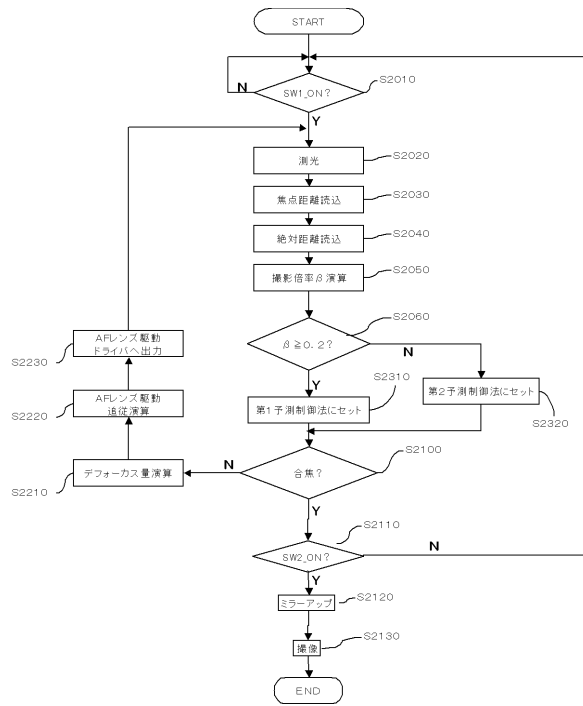 START
N
SW1_ON?
S2010
Y
測光
S2020
焦点距離読込
S2030
絶対距離読込
S2040
撮影倍率β演算
S2050
S2060
β≧0.2?
N
Y
AFレンズ駆動
ドライバへ出力
S2230
S2310
第1予測制御法にセット
第2予測制御法にセット
S2320
AFレンズ駆動
追従演算
S2220
S2100
合焦?
N
デフォーカス量演算
S2210
Y
S2110
SW2_ON?
N
Y
ミラーアップ
S2120
撮像
S2130
END